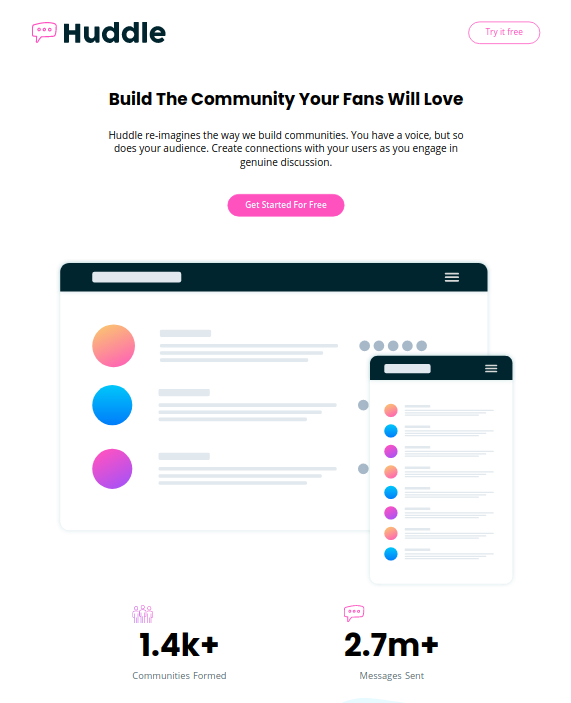 Huddle
Try it free
Build The Community Your Fans Will Love
Huddle re-imagines the way we build communities. You have a voice, but so
does your audience. Create connections with your users as you engage in
genuine discussion.
Get Started For Free
1.4k+
2.7m+
Communities Formed
Messages Sent